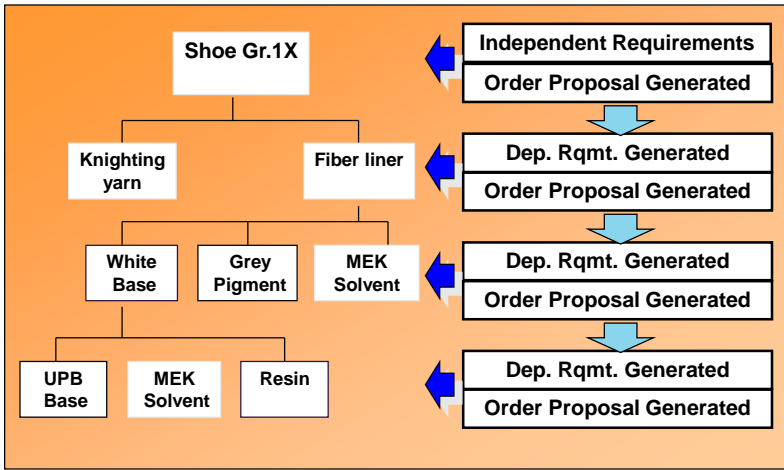 Shoe Gr.1X
Independent Requirements
Order Proposal Generated
Knighting
yarn
Fiber liner
Dep. Rqmt. Generated
Order Proposal Generated
White
Base
Grey
Pigment
MEK
Solvent
Dep. Rqmt. Generated
Order Proposal Generated
UPB
Base
MEK
Solvent
Resin
Dep. Rqmt. Generated
Order Proposal Generated